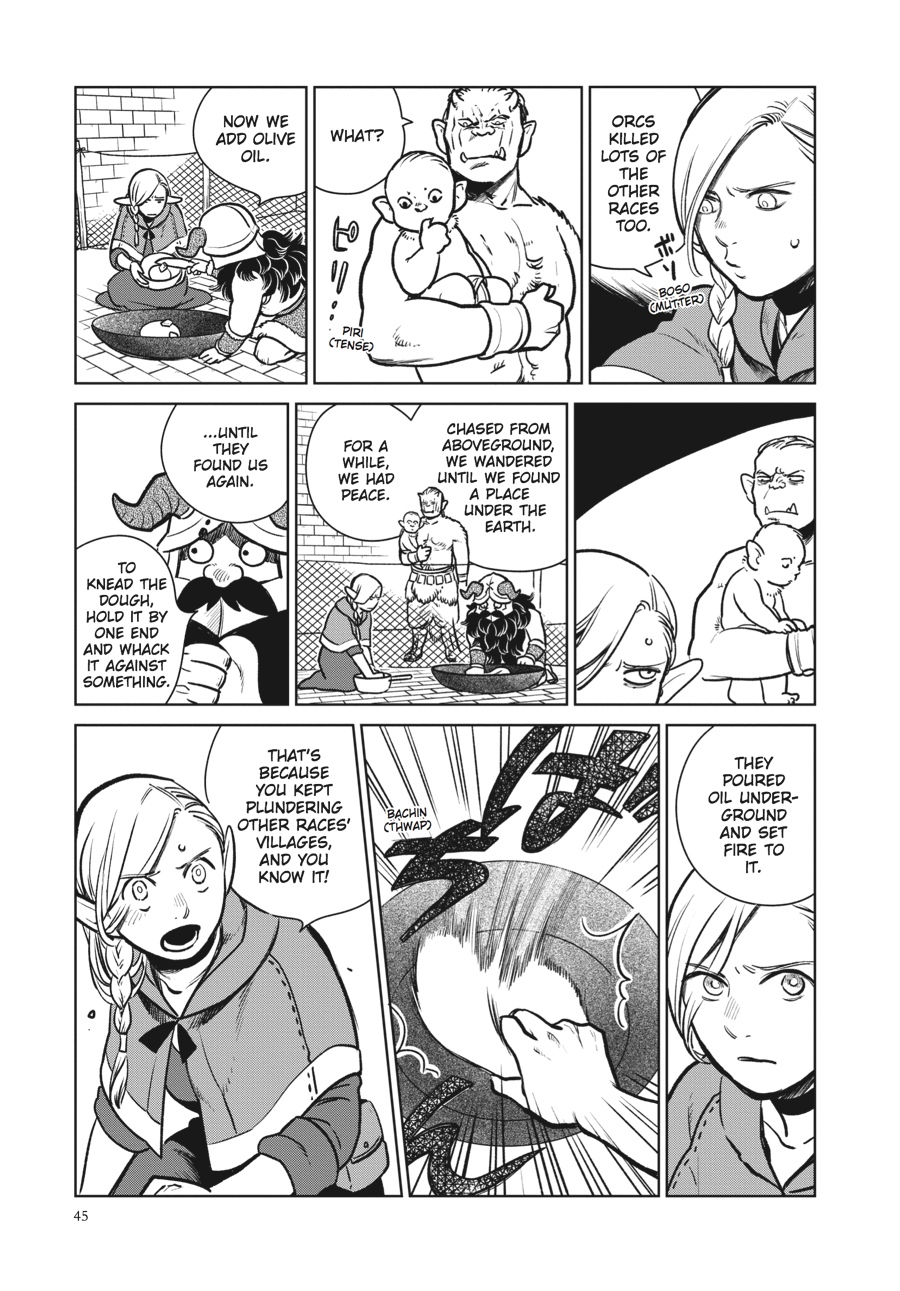 ORCS
KILLED
LOTS OF
THE
OTHER
RACES
TOO.
ボソ
BOSO
(MUTTER)
WHAT?
ピリ…
PIRI
(TENSE)
NOW WE
ADD OLIVE
OIL.
CHASED FROM
ABOVEGROUND,
WE WANDERED
UNTIL WE FOUND
A PLACE
UNDER THE
EARTH.
FOR A
WHILE,
WE HAD
PEACE.
...UNTIL
THEY
FOUND US
AGAIN.
TO
KNEAD THE
DOUGH,
HOLD IT BY
ONE END
AND WHACK
IT AGAINST
SOMETHING.
THEY
POURED
OIL UNDER-
GROUND
AND SET
FIRE TO
IT.
ばちん
BACHIN
(THWAP)
THAT'S
BECAUSE
YOU KEPT
PLUNDERING
OTHER RACES'
VILLAGES,
AND YOU
KNOW IT!
45